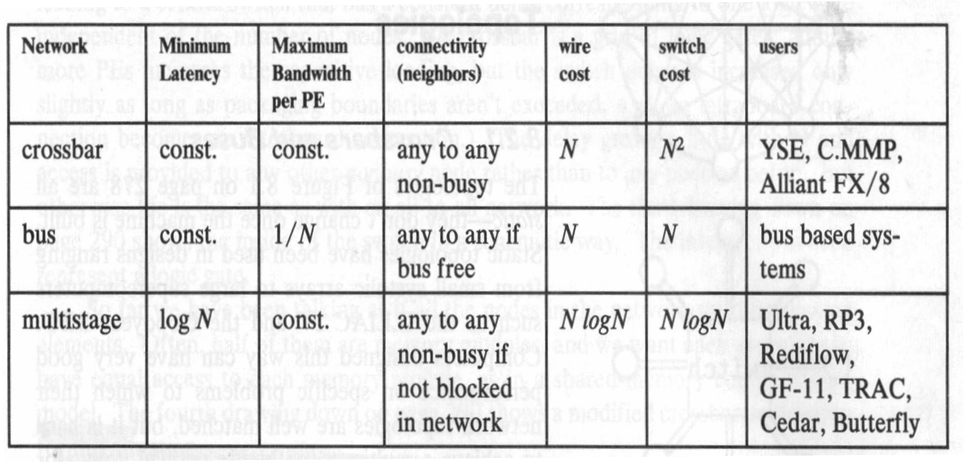 Network Minimum Latency Maximum Bandwidth per PE connectivity (neighbors) wire cost switch cost users
crossbar const. const. any to any non-busy N N² YSE, C.MMP, Alliant FX/8
bus const. 1/N any to any if bus free N N bus based sys-tems
multistage log N const. any to any non-busy if not blocked in network N logN N logN Ultra, RP3, Rediflow, GF-11, TRAC, Cedar, Butterfly